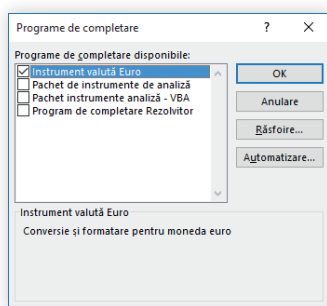 Programe de completare ? ×
Programe de completare disponibile:
Instrument valută Euro
Pachet de instrumente de analiză
Pachet instrumente analiză - VBA
Program de completare Rezolvitor
OK
Anulare
Răsfoire...
Automatizare...
Instrument valută Euro
Conversie și formatare pentru moneda euro